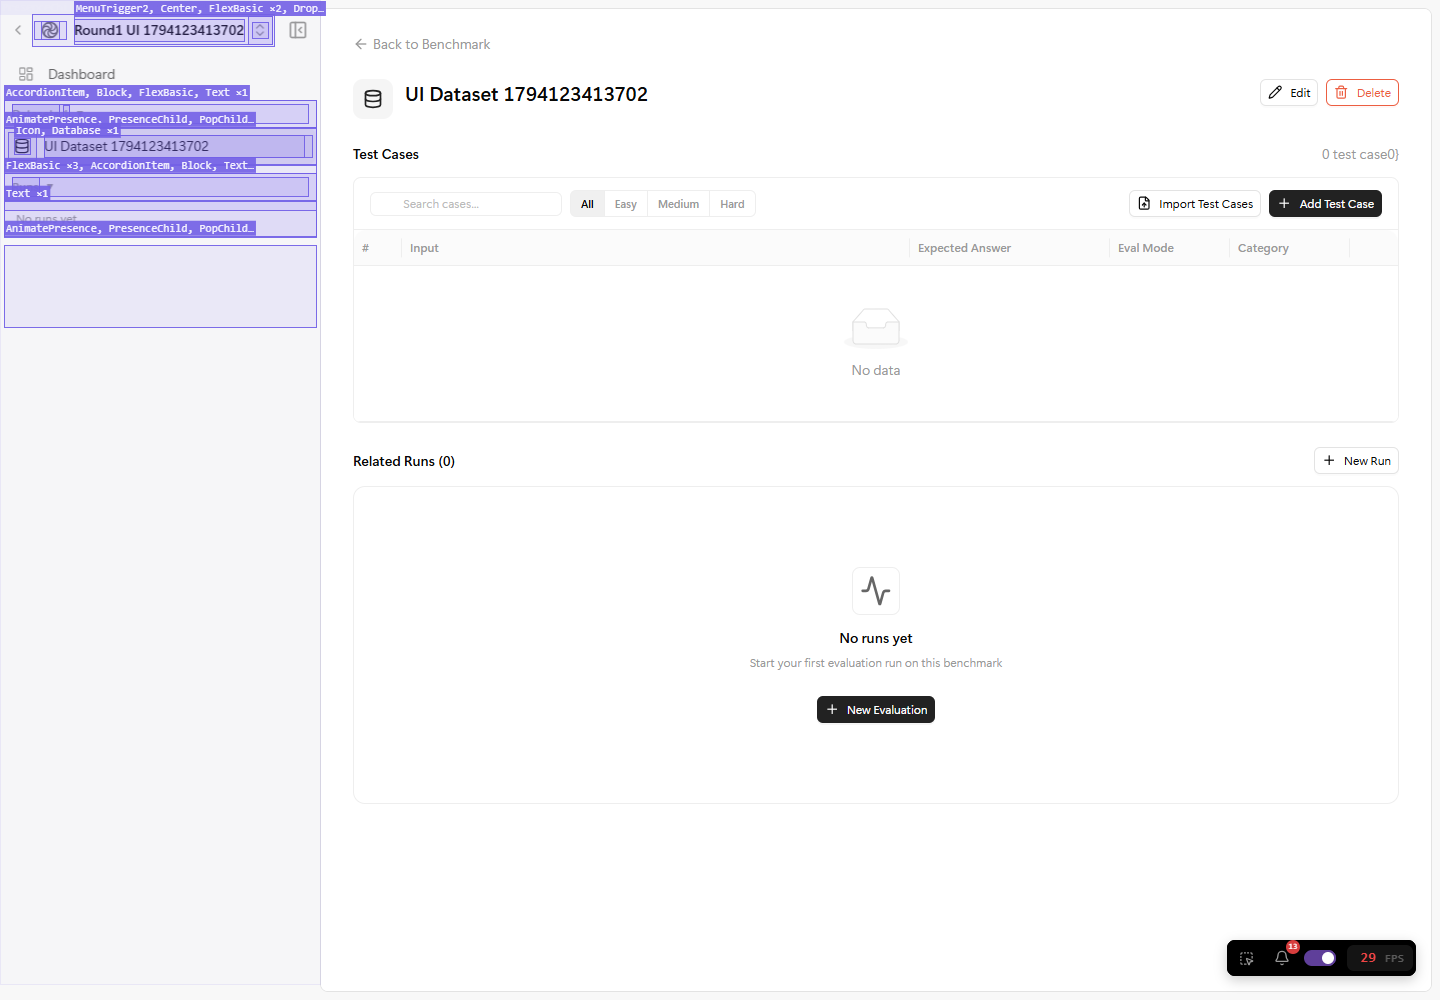 MenuTrigger2, Center, FlexBasic ×2, Drop…
Round1 UI 1794123413702
Dashboard
AccordionItem, Block, FlexBasic, Text ×1
AnimatePresence, PresenceChild, PopChild…
Icon, Database ×1
UI Dataset 1794123413702
FlexBasic ×3, AccordionItem, Block, Text…
Text ×1
No runs yet
AnimatePresence, PresenceChild, PopChild…
Back to Benchmark
UI Dataset 1794123413702
Edit
Delete
Test Cases
0 test case0}
Search cases...
All
Easy
Medium
Hard
Import Test Cases
Add Test Case
#
Input
Expected Answer
Eval Mode
Category
No data
Related Runs (0)
New Run
No runs yet
Start your first evaluation run on this benchmark
New Evaluation
13
29 FPS